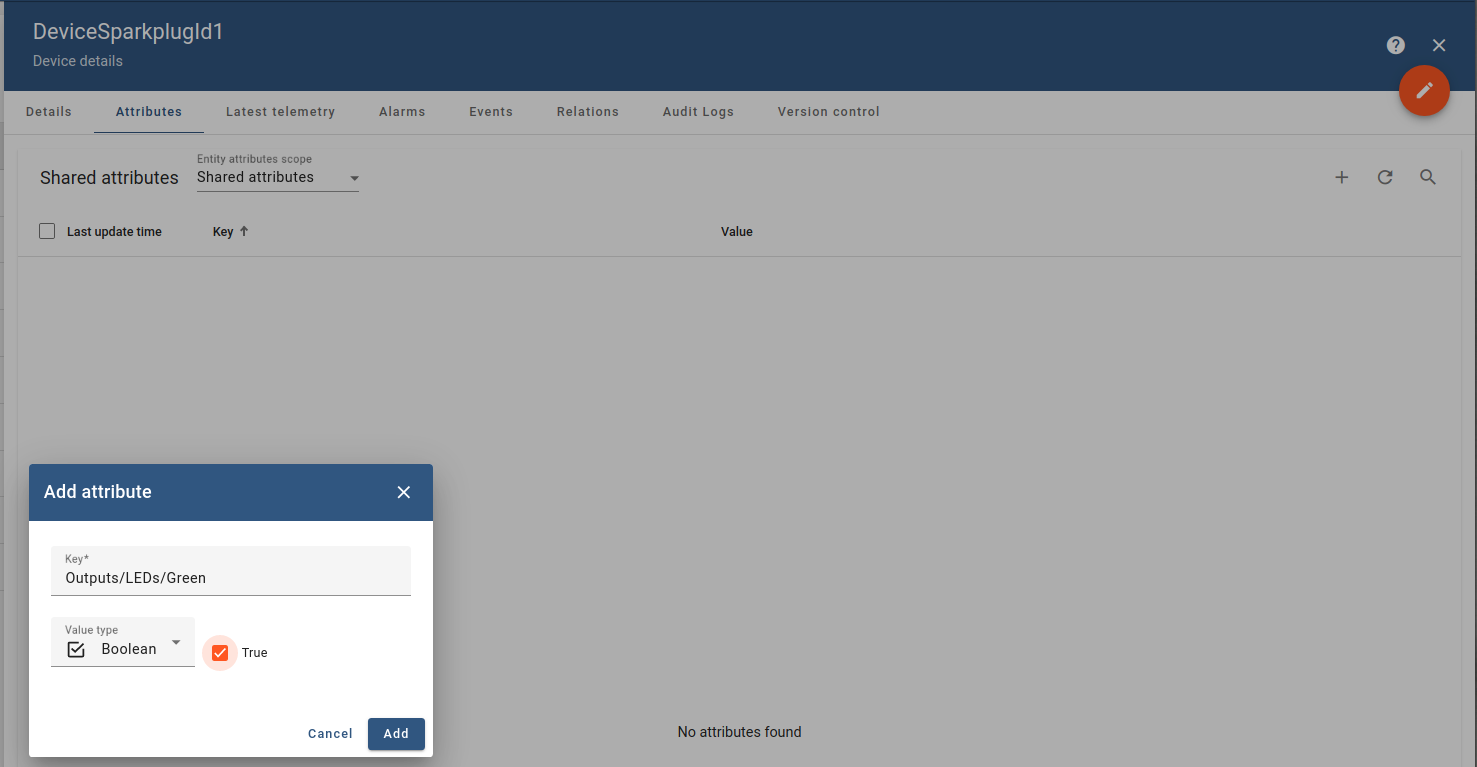 DeviceSparkplugId1
Device details
Details Attributes Latest telemetry Alarms Events Relations Audit Logs Version control
Entity attributes scope
Shared attributes Shared attributes
Last update time Key Value
Add attribute
Key*
Outputs/LEDs/Green
Value type
Boolean True
Cancel Add
No attributes found